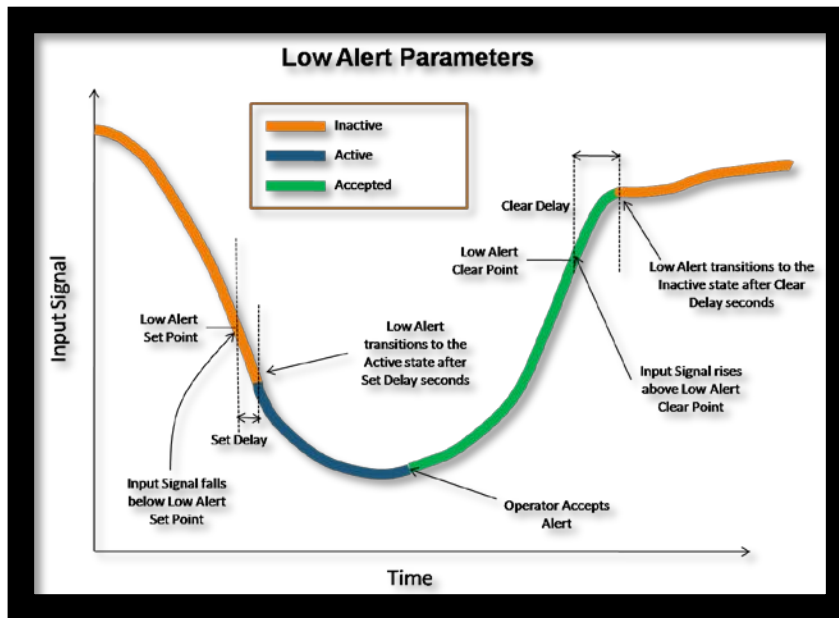 Low Alert Parameters
Inactive
Active
Accepted
Input Signal
Clear Delay
Low Alert
Clear Point
Low Alert transitions to the
Inactive state after Clear
Delay seconds
Low Alert
Set Point
Low Alert
transitions to the
Active state after
Set Delay seconds
Input Signal rises
above Low Alert
Clear Point
Set Delay
Input Signal falls
below Low Alert
Set Point
Operator Accepts
Alert
Time